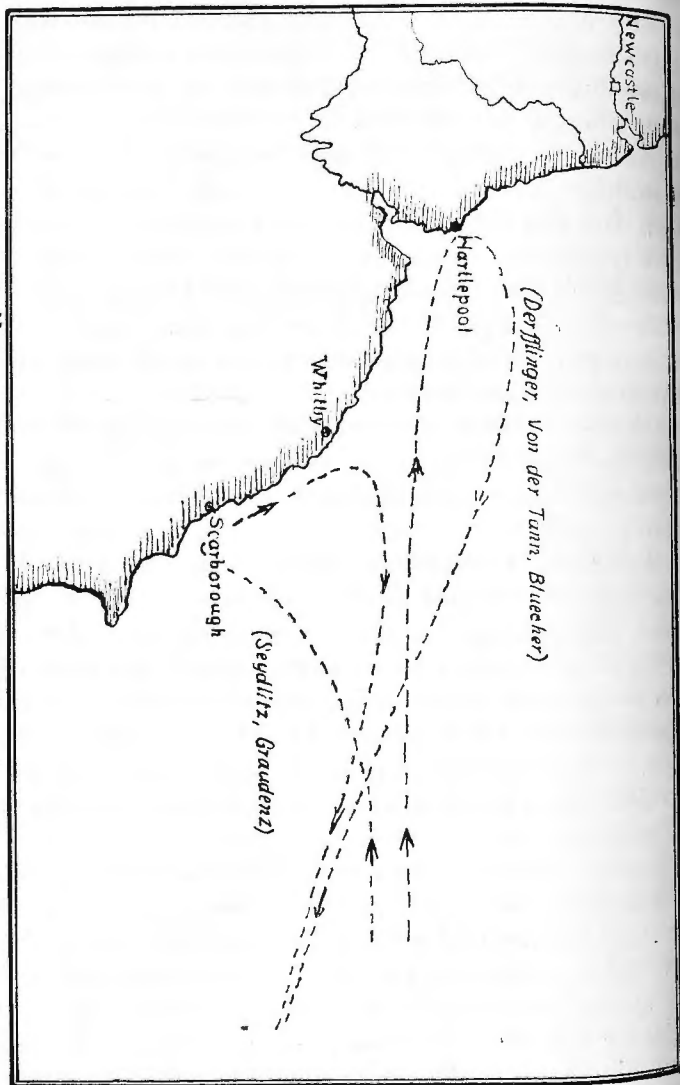 Newcastle
Hartlepool
(Derfflinger, Von der Tann, Bluecher)
Whitby
Scarborough
(Seydlitz, Graudenz)